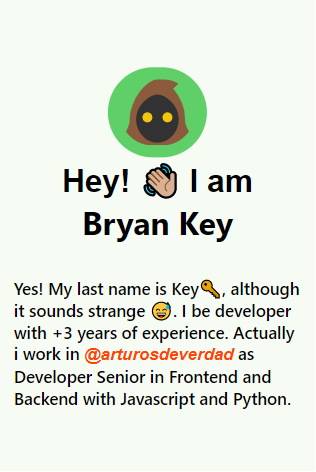 Hey! 👋🏼 I am
Bryan Key
Yes! My last name is Key🔑, although
it sounds strange 😅. I be developer
with +3 years of experience. Actually
i work in @arturosdeverdad as
Developer Senior in Frontend and
Backend with Javascript and Python.